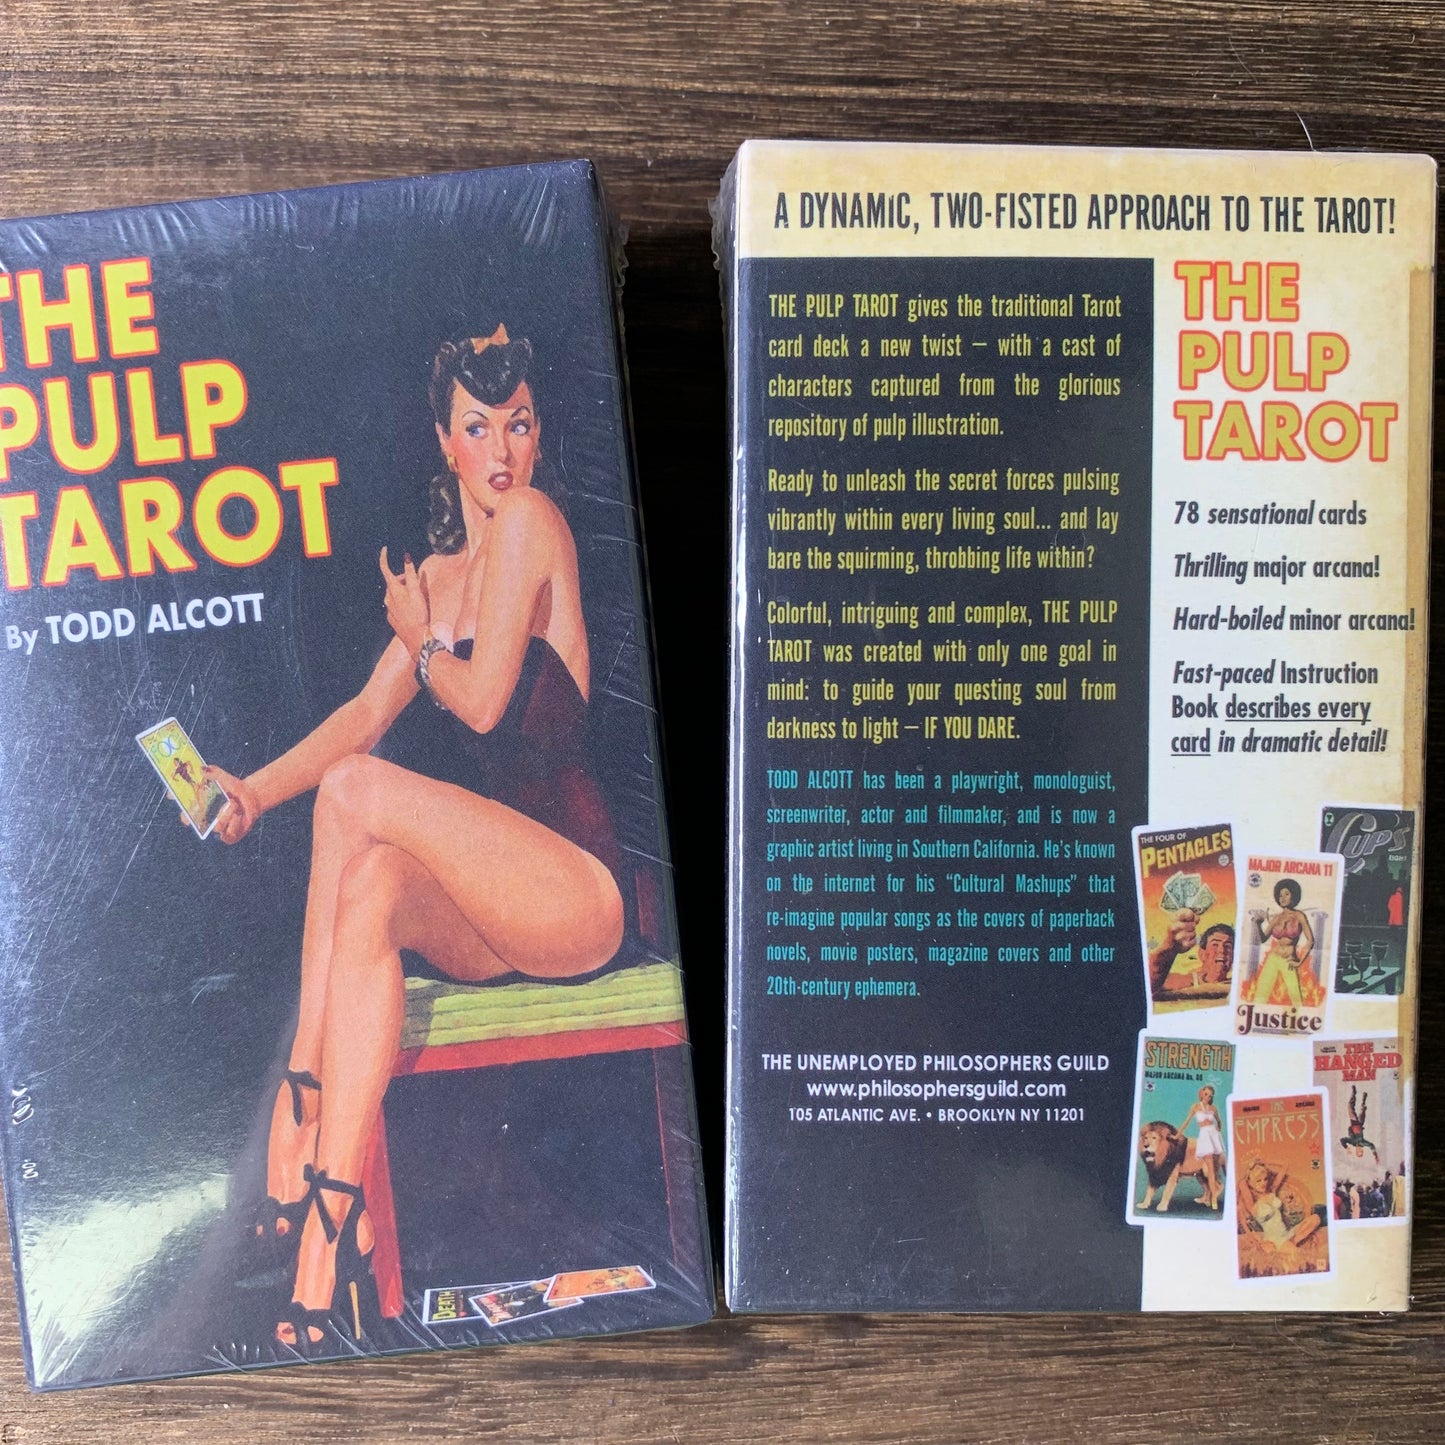 THE
PULP
TAROT
By TODD ALCOTT
DEATH
A DYNAMIC, TWO-FISTED APPROACH TO THE TAROT!
THE PULP TAROT gives the traditional Tarot
card deck a new twist – with a cast of
characters captured from the glorious
repository of pulp illustration.
Ready to unleash the secret forces pulsing
vibrantly within every living soul... and lay
bare the squirming, throbbing life within?
Colorful, intriguing and complex, THE PULP
TAROT was created with only one goal in
mind: to guide your questing soul from
darkness to light – IF YOU DARE.
TODD ALCOTT has been a playwright, monologuist,
screenwriter, actor and filmmaker, and is now a
graphic artist living in Southern California. He's known
on the internet for his "Cultural Mashups" that
re-imagine popular songs as the covers of paperback
novels, movie posters, magazine covers and other
20th-century ephemera.
THE UNEMPLOYED PHILOSOPHERS GUILD
www.philosophersguild.com
105 ATLANTIC AVE. • BROOKLYN NY 11201
THE
PULP
TAROT
78 sensational cards
Thrilling major arcana!
Hard-boiled minor arcana!
Fast-paced Instruction
Book describes every
card in dramatic detail!
THE FOUR OF
PENTACLES
MAJOR ARCANA 11
Justice
CUPS
EIGHT
STRENGTH
MAJOR ARCANA No. 08
MAJOR ARCANA
THE
EMPRESS
THE
HANGED
MAN